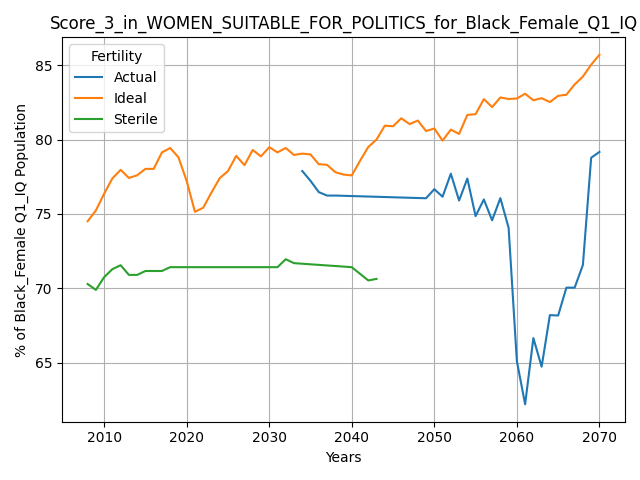 Score_3_in_WOMEN_SUITABLE_FOR_POLITICS_for_Black_Female_Q1_IQ
Fertility
Actual
Ideal
Sterile
% of Black_Female Q1_IQ Population
85
80
75
70
65
2010
2020
2030
2040
2050
2060
2070
Years